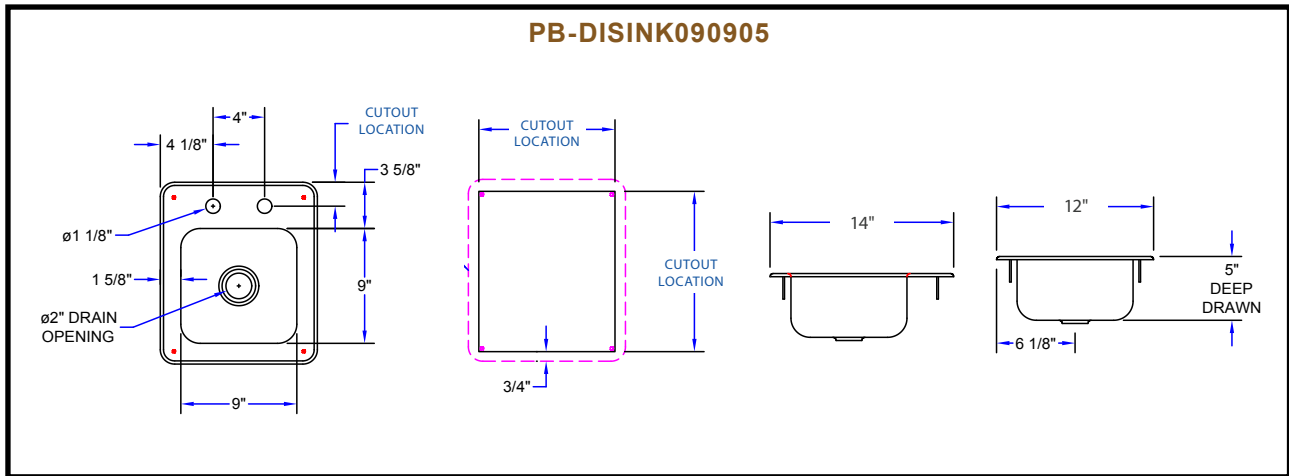 PB-DISINK090905
4"
CUTOUT
LOCATION
4 1/8"
3 5/8"
ø1 1/8"
1 5/8"
9"
ø2" DRAIN
OPENING
9"
CUTOUT
LOCATION
CUTOUT
LOCATION
3/4"
14"
12"
5"
DEEP
DRAWN
6 1/8"